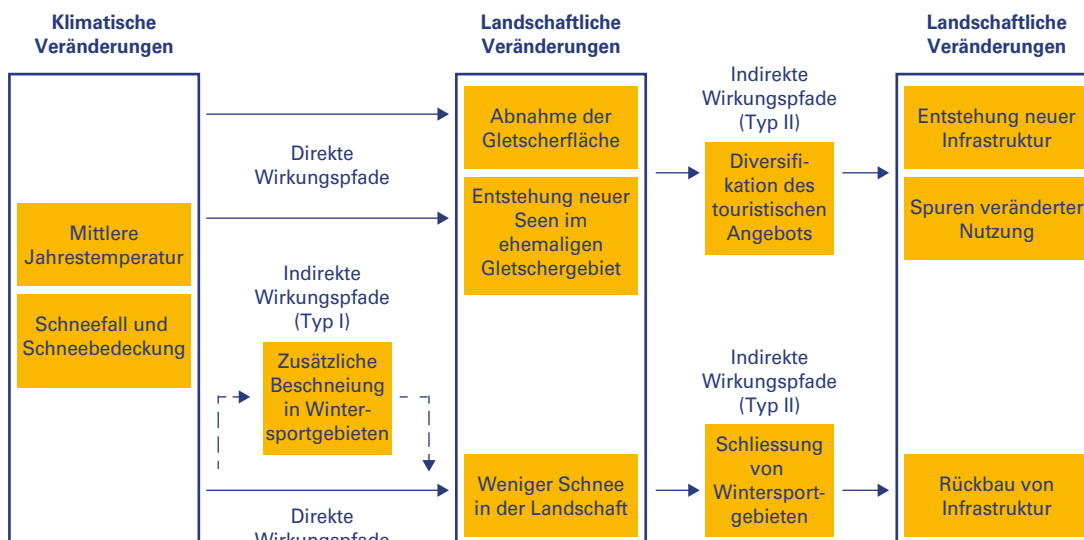 Klimatische
Veränderungen
Landschaftliche
Veränderungen
Landschaftliche
Veränderungen
Mittlere
Jahrestemperatur
Schneefall und
Schneebedeckung
Direkte
Wirkungspfade
Indirekte
Wirkungspfade
(Typ I)
Zusätzliche
Beschneiung
in Winter-
sportgebieten
Direkte
Wirkungspfade
Abnahme der
Gletscherfläche
Entstehung neuer
Seen im
ehemaligen
Gletschergebiet
Weniger Schnee
in der Landschaft
Indirekte
Wirkungspfade
(Typ II)
Diversifi-
kation des
touristischen
Angebots
Indirekte
Wirkungspfade
(Typ II)
Schliessung
von
Wintersport-
gebieten
Entstehung neuer
Infrastruktur
Spuren veränderter
Nutzung
Rückbau von
Infrastruktur